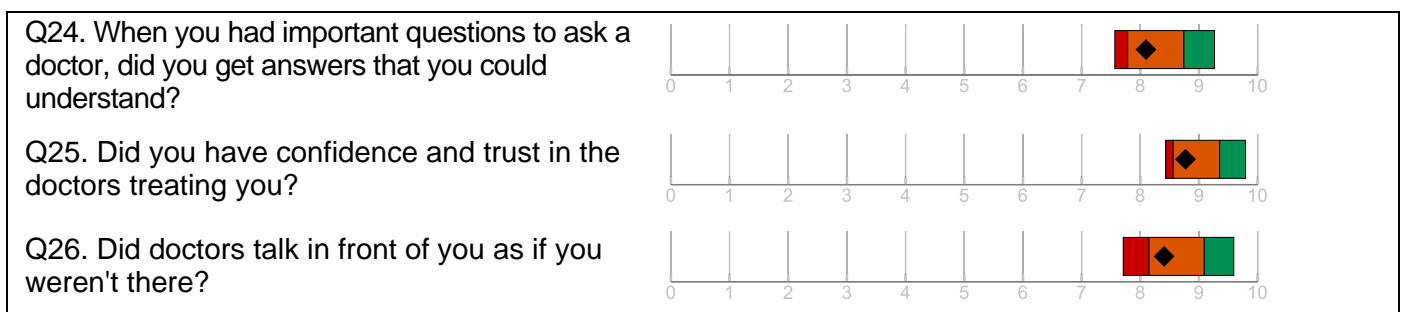 Q24. When you had important questions to ask a
doctor, did you get answers that you could
understand?
0 1 2 3 4 5 6 7 8 9 10
Q25. Did you have confidence and trust in the
doctors treating you?
0 1 2 3 4 5 6 7 8 9 10
Q26. Did doctors talk in front of you as if you
weren't there?
0 1 2 3 4 5 6 7 8 9 10